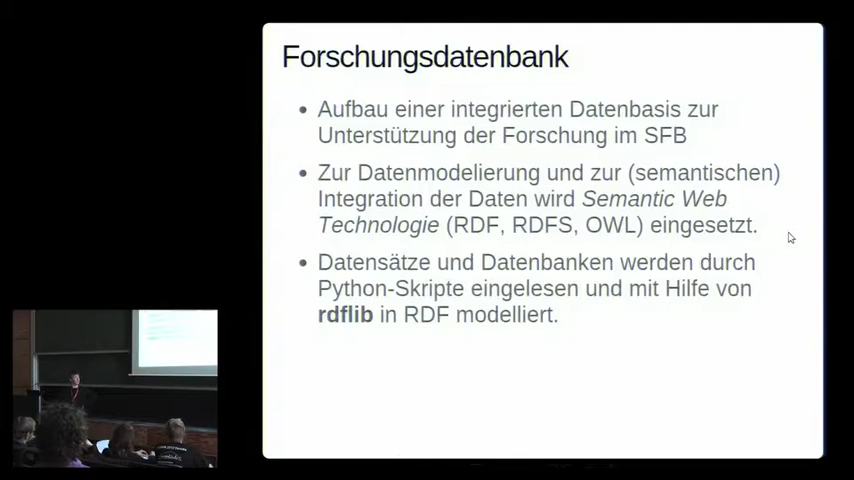 Forschungsdatenbank
• Aufbau einer integrierten Datenbasis zur
Unterstützung der Forschung im SFB
• Zur Datenmodelierung und zur (semantischen)
Integration der Daten wird Semantic Web
Technologie (RDF, RDFS, OWL) eingesetzt.
• Datensätze und Datenbanken werden durch
Python-Skripte eingelesen und mit Hilfe von
rdflib in RDF modelliert.